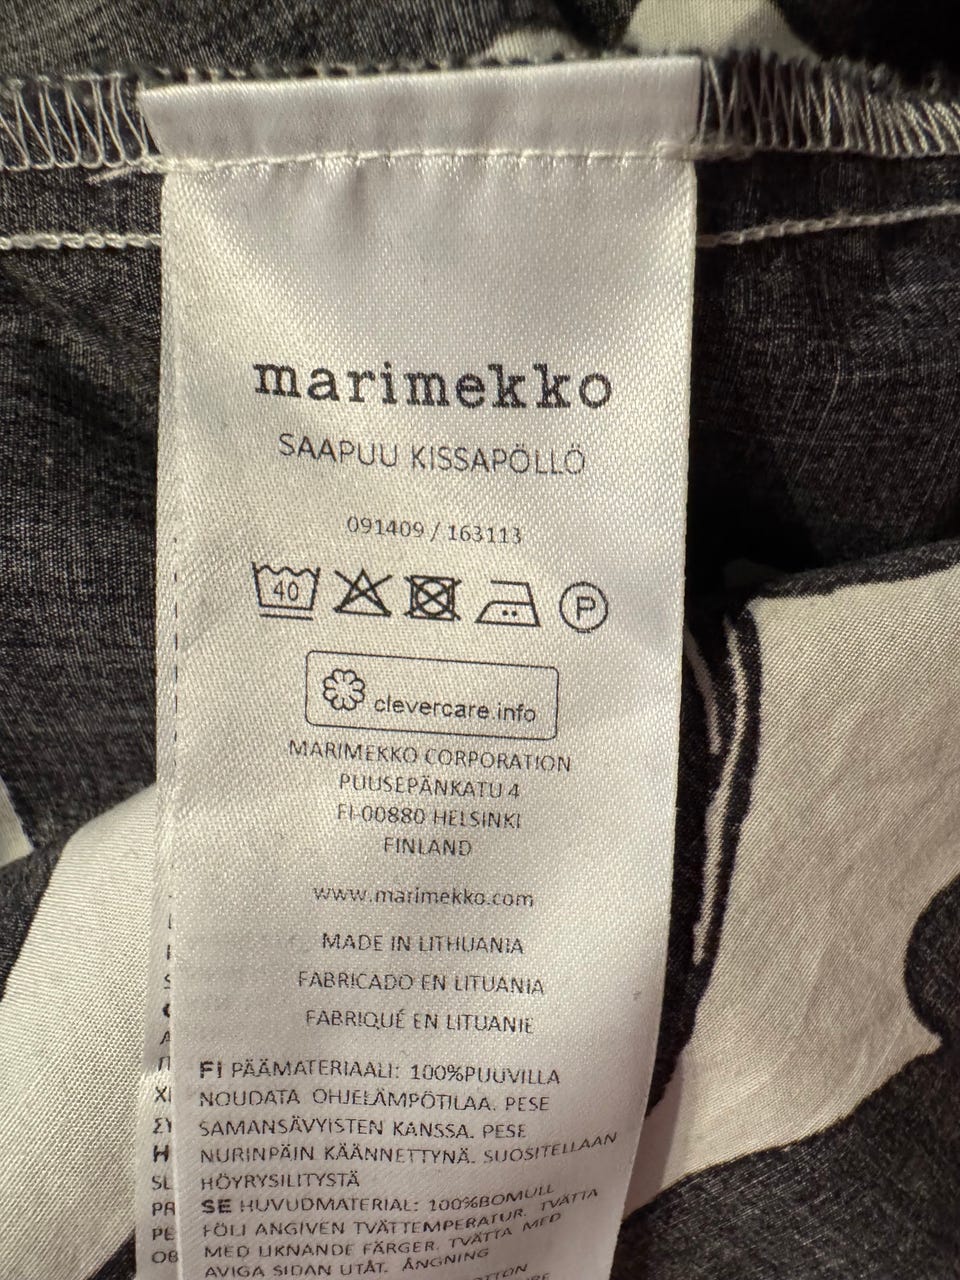 marimekko
SAAPUU KISSAPÖLLÖ
091409 / 163113
40
P
clevercare.info
MARIMEKKO CORPORATION
PUUSEPÄNKATU 4
FI-00880 HELSINKI
FINLAND
www.marimekko.com
MADE IN LITHUANIA
FABRICADO EN LITUANIA
FABRIQUÉ EN LITUANIE
FI PÄÄMATERIAALI: 100%PUUVILLA
NOUDATA OHJELÄMPÖTILAA. PESE
SAMANSÄVYISTEN KANSSA. PESE
NURINPÄIN KÄÄNNETTYNÄ. SUOSITELLAAN
HÖYRYSILITYSTÄ
SE HUVUDMATERIAL: 100%BOMULL
FÖLJ ANGIVEN TVÄTTEMPERATUR. TVÄTTA
MED LIKNANDE FÄRGER. TVÄTTA MED
AVIGA SIDAN UTÅT. ÅNGNING